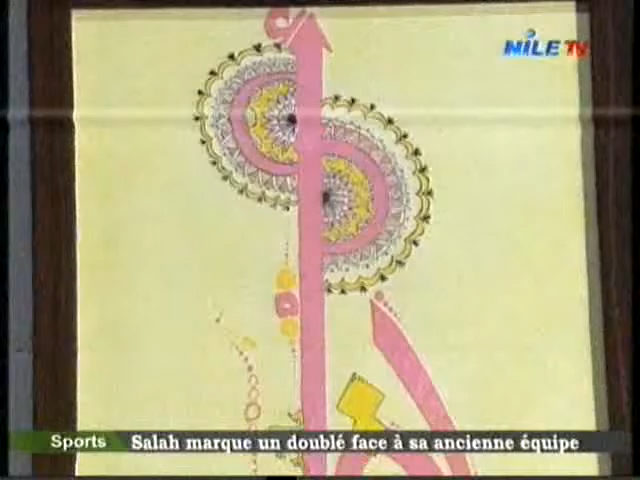 NiLE TV
Sports Salah marque un doublé face à sa ancienne équipe